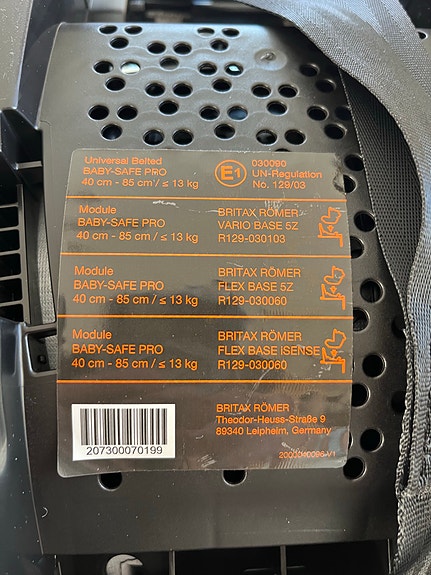 Universal Belted
BABY-SAFE PRO
40 cm - 85 cm / ≤ 13 kg
E1
030090
UN-Regulation
No. 129/03
Module
BABY-SAFE PRO
40 cm - 85 cm / ≤ 13 kg
BRITAX RÖMER
VARIO BASE 5Z
R129-030103
Module
BABY-SAFE PRO
40 cm - 85 cm / ≤ 13 kg
BRITAX RÖMER
FLEX BASE 5Z
R129-030060
Module
BABY-SAFE PRO
40 cm - 85 cm / ≤ 13 kg
BRITAX RÖMER
FLEX BASE ISENSE
R129-030060
207300070199
BRITAX RÖMER
Theodor-Heuss-Straße 9
89340 Leipheim, Germany
2000040096-V1